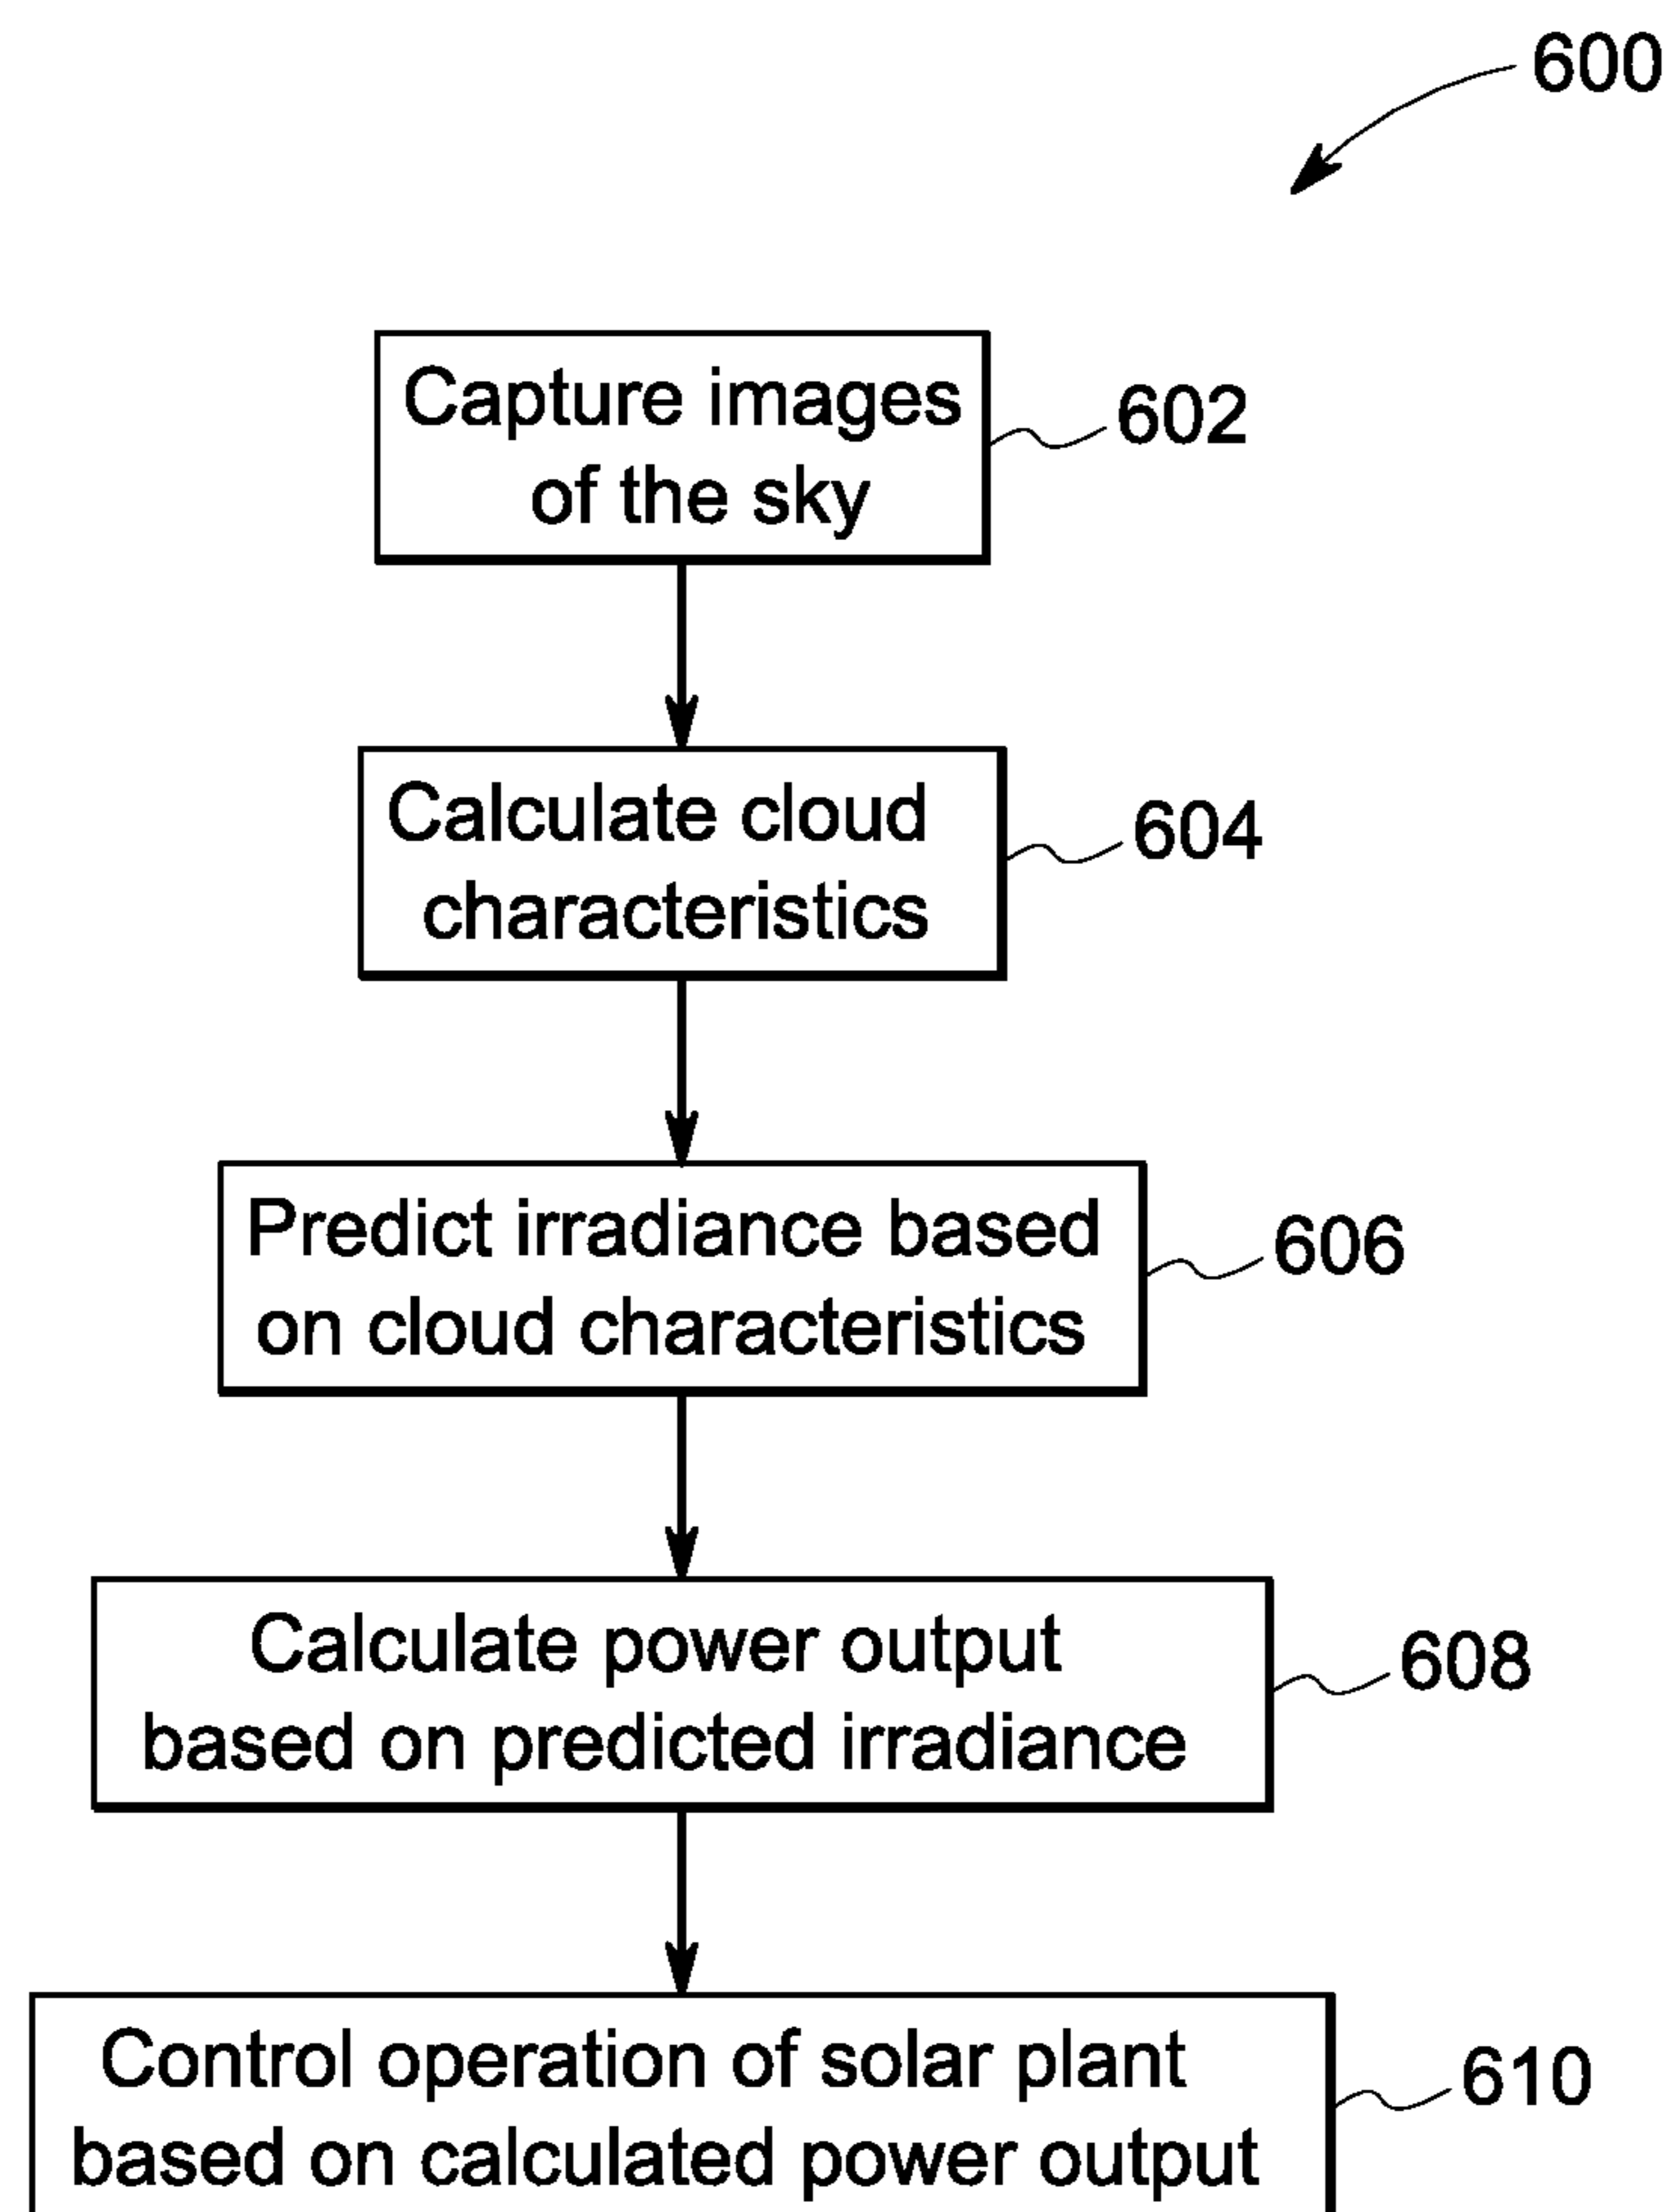 600
Capture images
of the sky
602
Calculate cloud
characteristics
604
Predict irradiance based
on cloud characteristics
606
Calculate power output
based on predicted irradiance
608
Control operation of solar plant
based on calculated power output
610